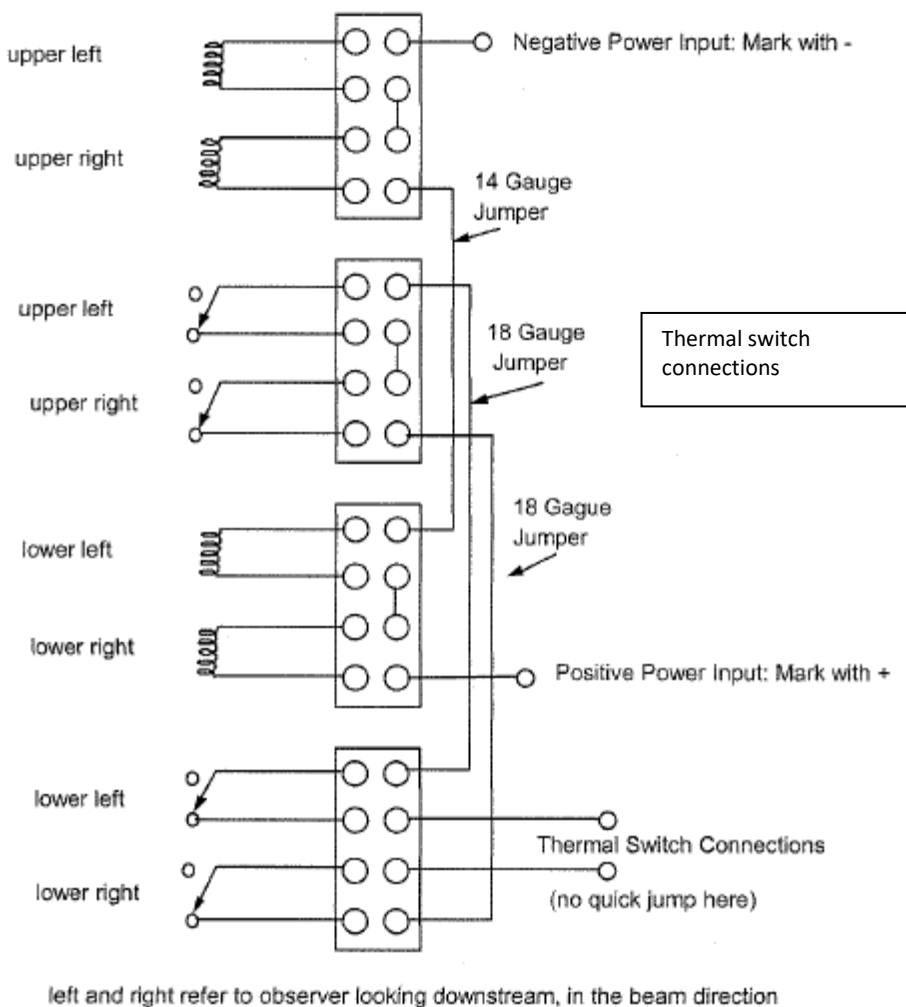 upper left
Negative Power Input: Mark with -
upper right
14 Gauge
Jumper
upper left
18 Gauge
Jumper
Thermal switch
connections
upper right
18 Gague
Jumper
lower left
lower right
Positive Power Input: Mark with +
lower left
Thermal Switch Connections
lower right
(no quick jump here)
left and right refer to observer looking downstream, in the beam direction